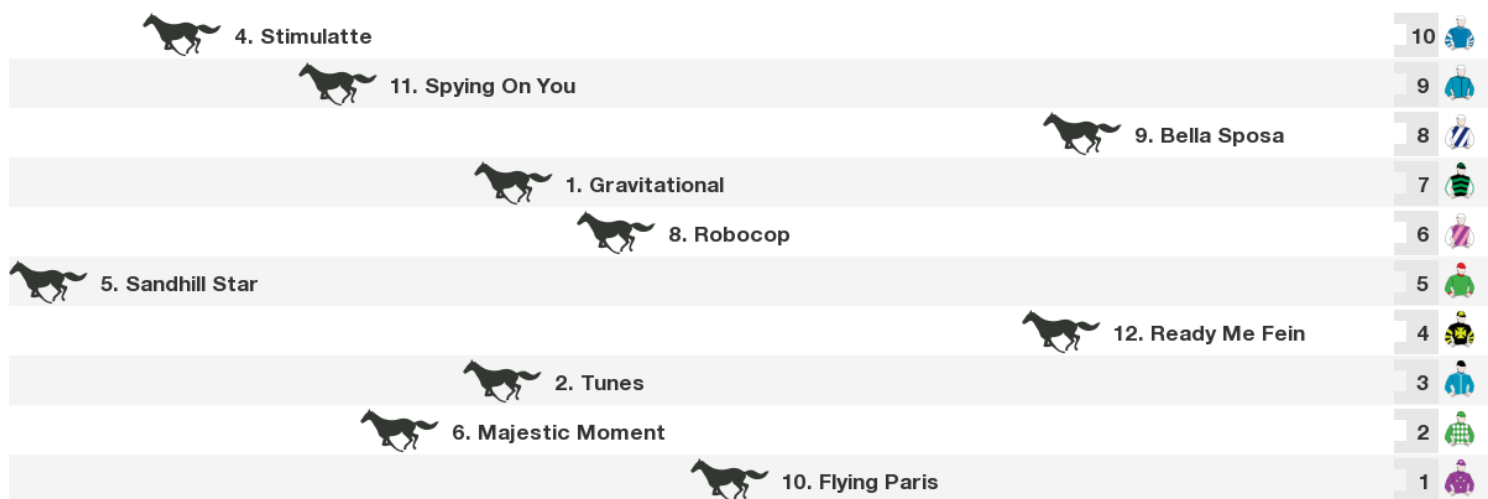 4. Stimulatte 10
11. Spying On You 9
9. Bella Sposa 8
1. Gravitational 7
8. Robocop 6
5. Sandhill Star 5
12. Ready Me Fein 4
2. Tunes 3
6. Majestic Moment 2
10. Flying Paris 1